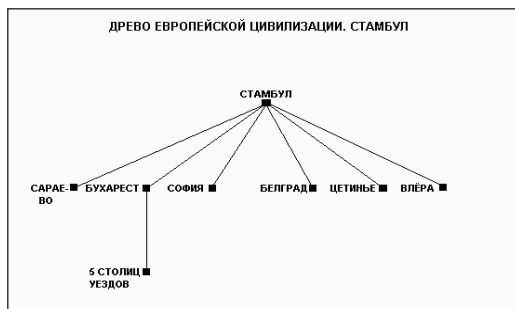 ДРЕВО ЕВРОПЕЙСКОЙ ЦИВИЛИЗАЦИИ. СТАМБУЛ
СТАМБУЛ
САРАЕ-
ВО
БУХАРЕСТ
СОФИЯ
БЕЛГРАД
ЦЕТИНЬЕ
ВЛЁРА
5 СТОЛИЦ
УЕЗДОВ